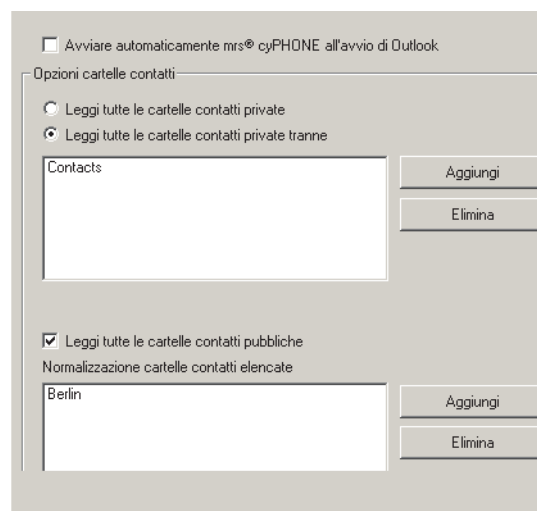 Avviare automaticamente mrs® cyPHONE all'avvio di Outlook
Opzioni cartelle contatti
Leggi tutte le cartelle contatti private
Leggi tutte le cartelle contatti private tranne
Contacts
Aggiungi
Elimina
Leggi tutte le cartelle contatti pubbliche
Normalizzazione cartelle contatti elencate
Berlin
Aggiungi
Elimina